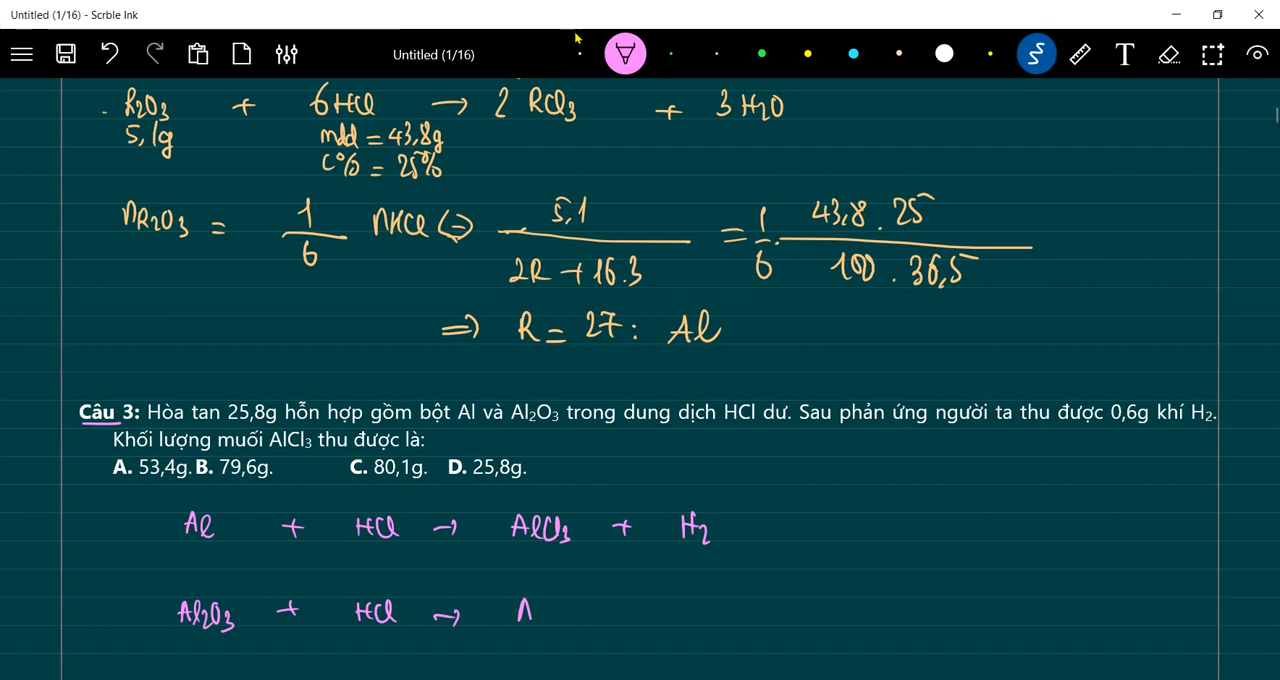 Untitled (1/16) - Scrble Ink
Untitled (1/16)
T
R2O3 + 6HCl → 2 RCl3 + 3 H2O
5,1g mdd = 43,8g
C% = 25%
nR2O3 = 1/6 nHCl (=) 5,1/(2R + 16.3) = 1/6 . (43,8 . 25)/(100 . 36,5)
=> R = 27 : Al
Câu 3: Hòa tan 25,8g hỗn hợp gồm bột Al và Al₂O₃ trong dung dịch HCl dư. Sau phản ứng người ta thu được 0,6g khí H₂.
Khối lượng muối AlCl₃ thu được là:
A. 53,4g. B. 79,6g. C. 80,1g. D. 25,8g.
Al + HCl → AlCl3 + H2
Al2O3 + HCl → A